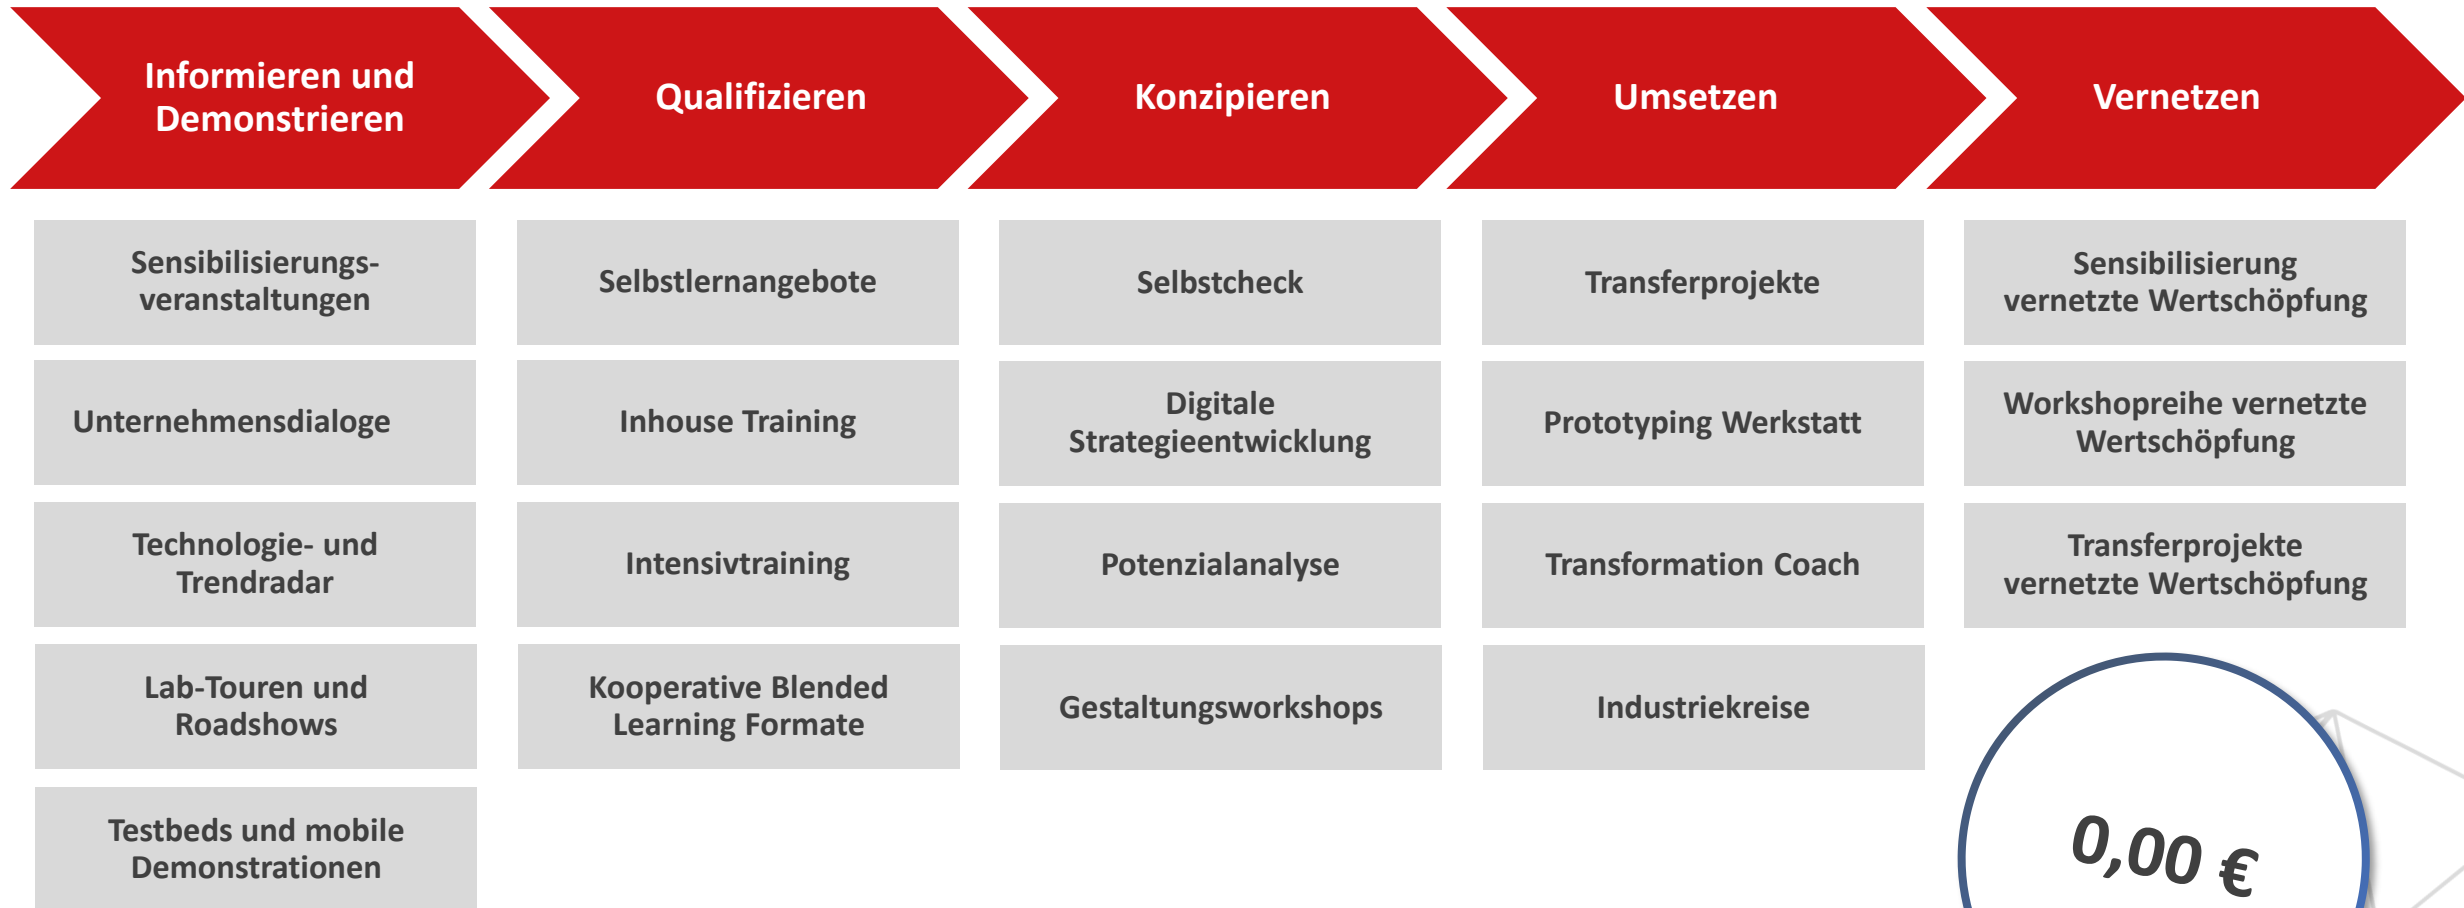 Informieren und
Demonstrieren
Qualifizieren
Konzipieren
Umsetzen
Vernetzen
Sensibilisierungs-
veranstaltungen
Unternehmensdialoge
Technologie- und
Trendradar
Lab-Touren und
Roadshows
Testbeds und mobile
Demonstrationen
Selbstlernangebote
Inhouse Training
Intensivtraining
Kooperative Blended
Learning Formate
Selbstcheck
Digitale
Strategieentwicklung
Potenzialanalyse
Gestaltungsworkshops
Transferprojekte
Prototyping Werkstatt
Transformation Coach
Industriekreise
Sensibilisierung
vernetzte Wertschöpfung
Workshopreihe vernetzte
Wertschöpfung
Transferprojekte
vernetzte Wertschöpfung
0,00 €